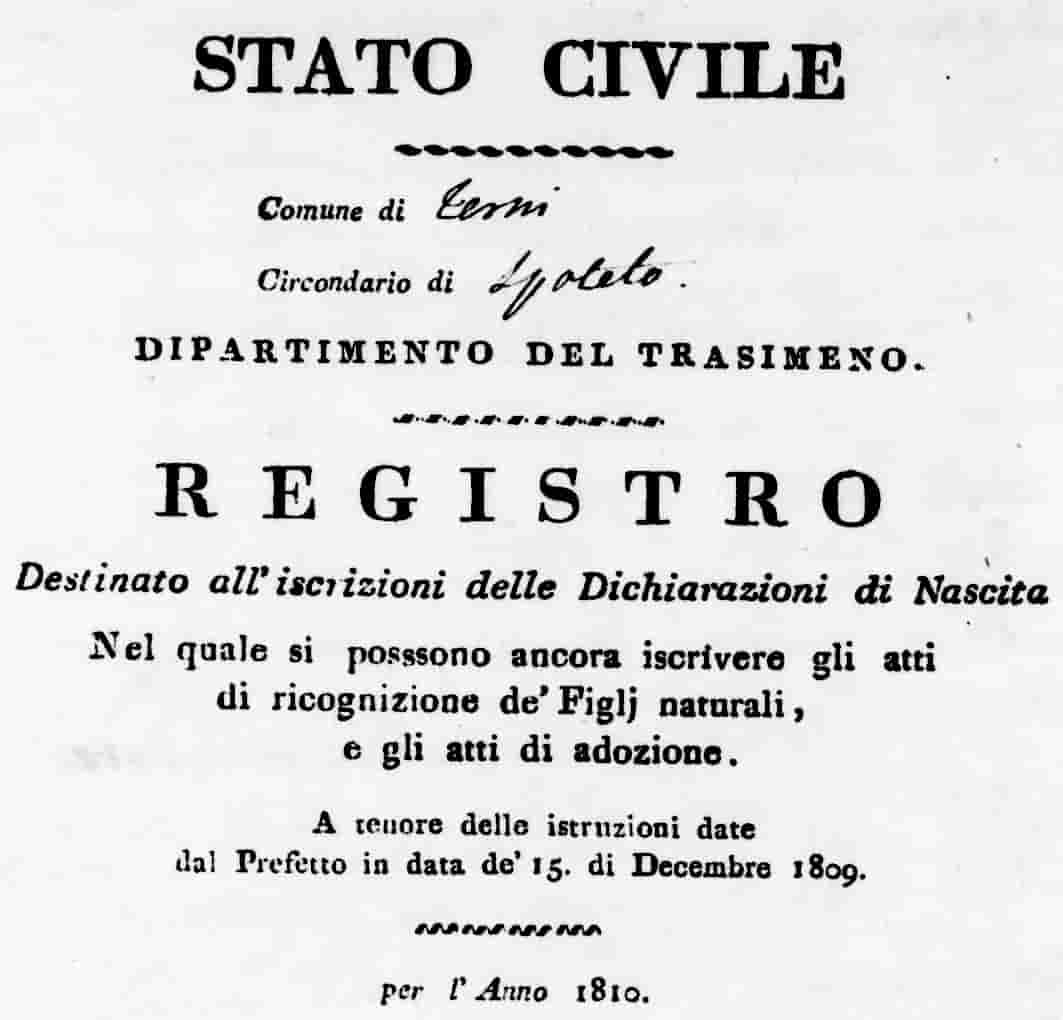 STATO CIVILE
Comune di Terni
Circondario di Spoleto.
DIPARTIMENTO DEL TRASIMENO.
REGISTRO
Destinato all' iscrizioni delle Dichiarazioni di Nascita
Nel quale si posssono ancora iscrivere gli atti
di ricognizione de' Figlj naturali,
e gli atti di adozione.
A tenore delle istruzioni date
dal Prefetto in data de' 15. di Decembre 1809.
per l' Anno 1810.